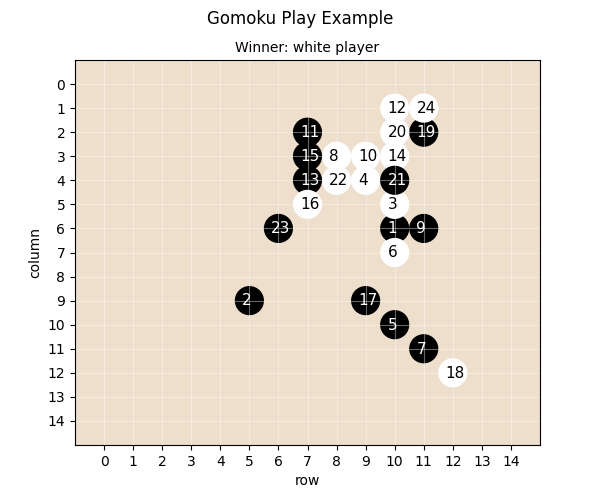 Gomoku Play Example
Winner: white player
0
1 12 24
2 11 20 19
3 15 8 10 14
4 13 22 4 21
5 16 3
6 23 1 9
7 6
8
9 2 17
10 5
11 7
12 18
13
14
column
0 1 2 3 4 5 6 7 8 9 10 11 12 13 14
row